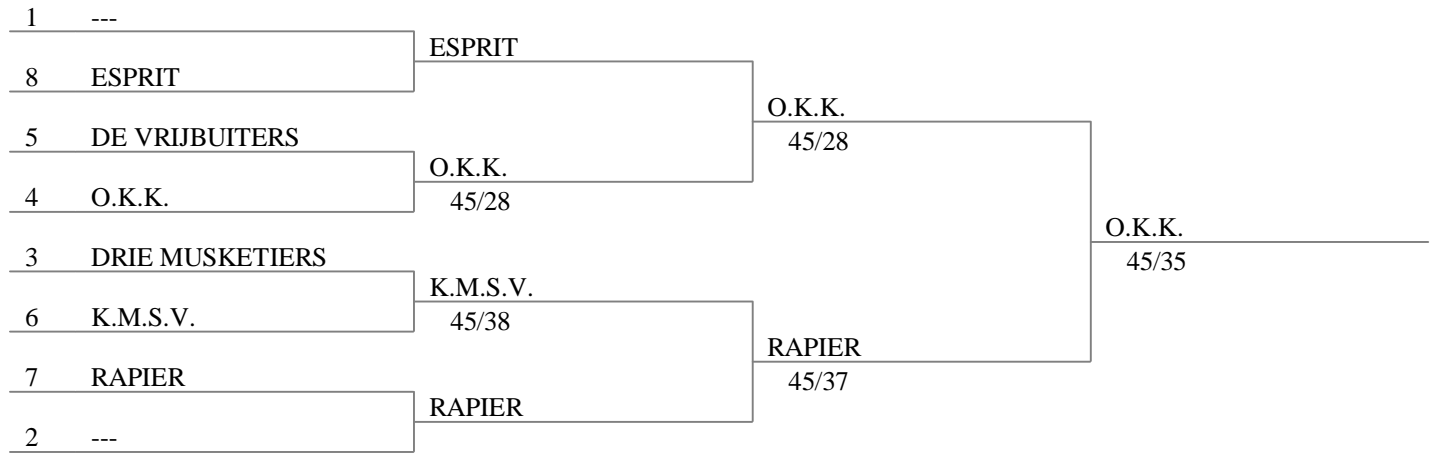 1 ---
ESPRIT
8 ESPRIT
O.K.K.
45/28
5 DE VRIJBUITERS
O.K.K.
45/28
4 O.K.K.
O.K.K.
45/35
3 DRIE MUSKETIERS
K.M.S.V.
45/38
6 K.M.S.V.
RAPIER
45/37
7 RAPIER
RAPIER
2 ---